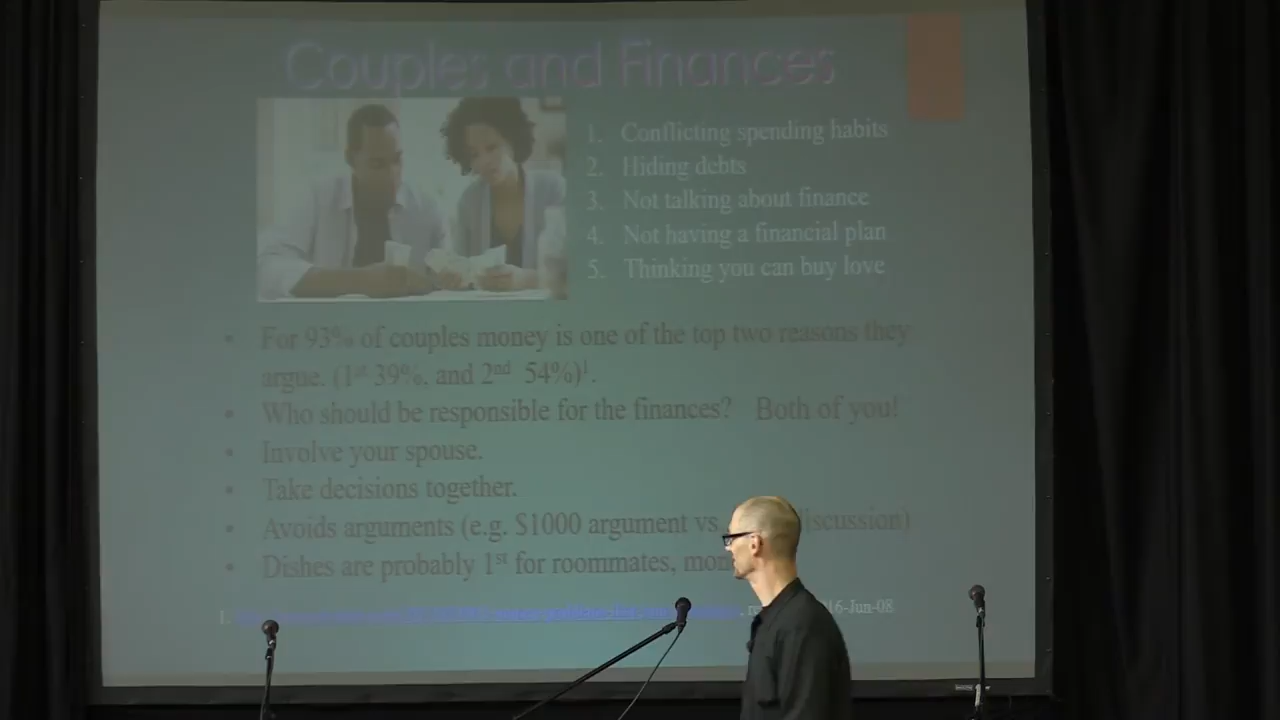 Couples and Finances
1. Conflicting spending habits
2. Hiding debts
3. Not talking about finance
4. Not having a financial plan
5. Thinking you can buy love
• For 93% of couples money is one of the top two reasons they
argue. (1st 39%, and 2nd 54%)1.
• Who should be responsible for the finances? Both of you!
• Involve your spouse.
• Take decisions together.
• Avoids arguments (e.g. $1000 argument vs scussion)
• Dishes are probably 1st for roommates, mon
1. 16-Jun-08